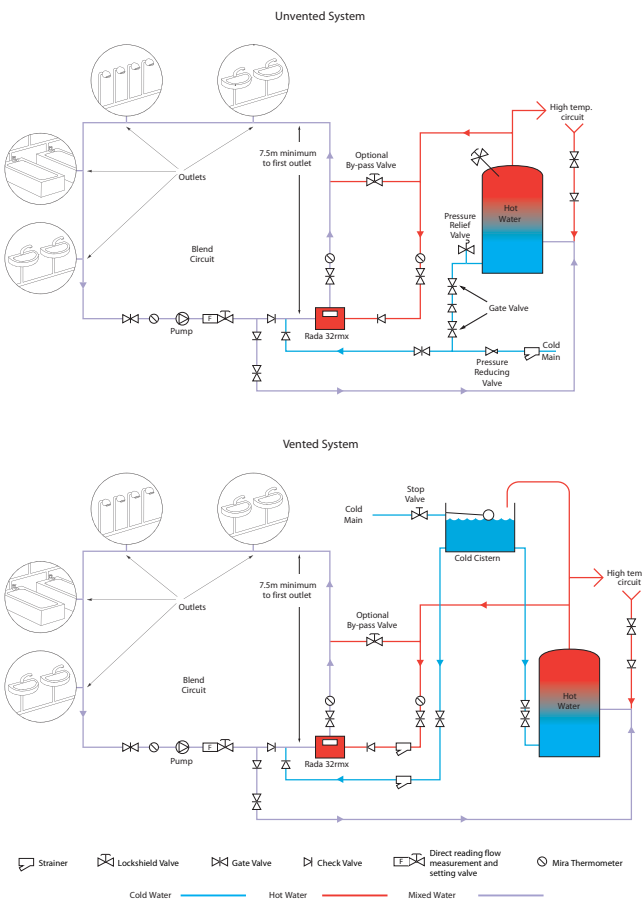 Unvented System
High temp.
circuit
7.5m minimum
to first outlet
Optional
By-pass Valve
Outlets
Hot
Water
Pressure
Relief
Valve
Blend
Circuit
Gate Valve
F
Pump
Rada 32rmx
Cold
Main
Pressure
Reducing
Valve
Vented System
Stop
Valve
Cold
Main
Cold Cistern
High tem
circuit
7.5m minimum
to first outlet
Outlets
Optional
By-pass Valve
Blend
Circuit
Hot
Water
F
Pump
Rada 32rmx
Strainer
Lockshield Valve
Gate Valve
Check Valve
F
Direct reading flow
measurement and
setting valve
Mira Thermometer
Cold Water
Hot Water
Mixed Water